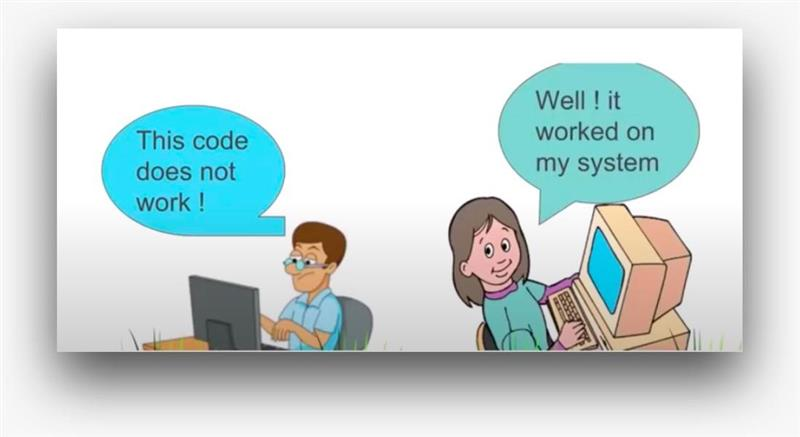 This code
does not
work !
Well ! it
worked on
my system